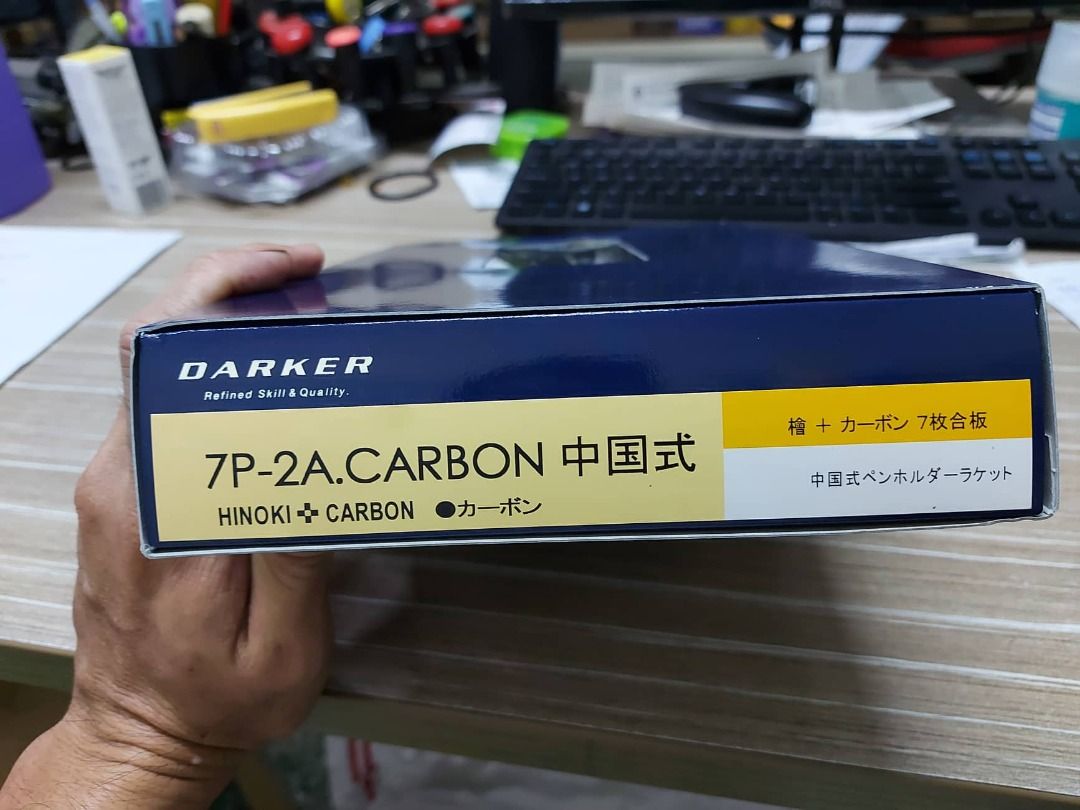 DARKER
Refined Skill & Quality.
7P-2A.CARBON 中国式
HINOKI✚CARBON ●カーボン
檜 + カーボン 7枚合板
中国式ペンホルダーラケット